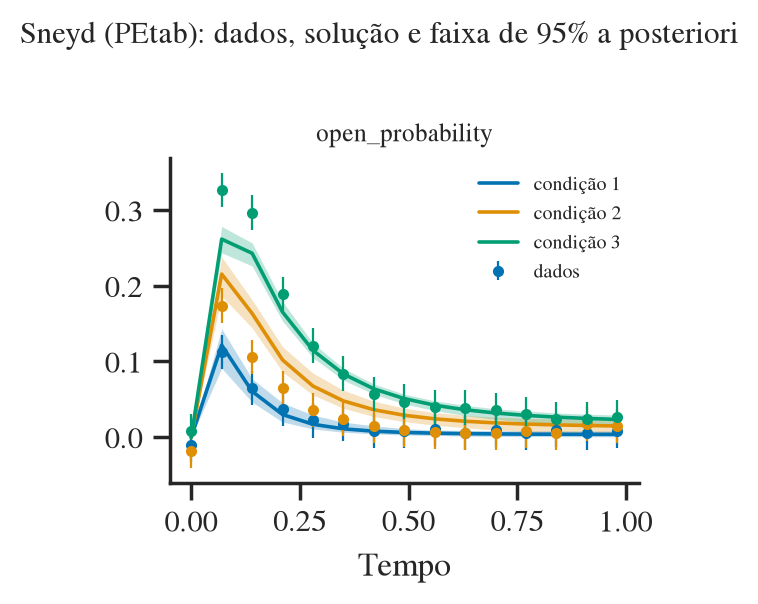 Sneyd (PEtab): dados, solução e faixa de 95% a posteriori
open_probability
condição 1
condição 2
condição 3
dados
0.3
0.2
0.1
0.0
0.00 0.25 0.50 0.75 1.00
Tempo